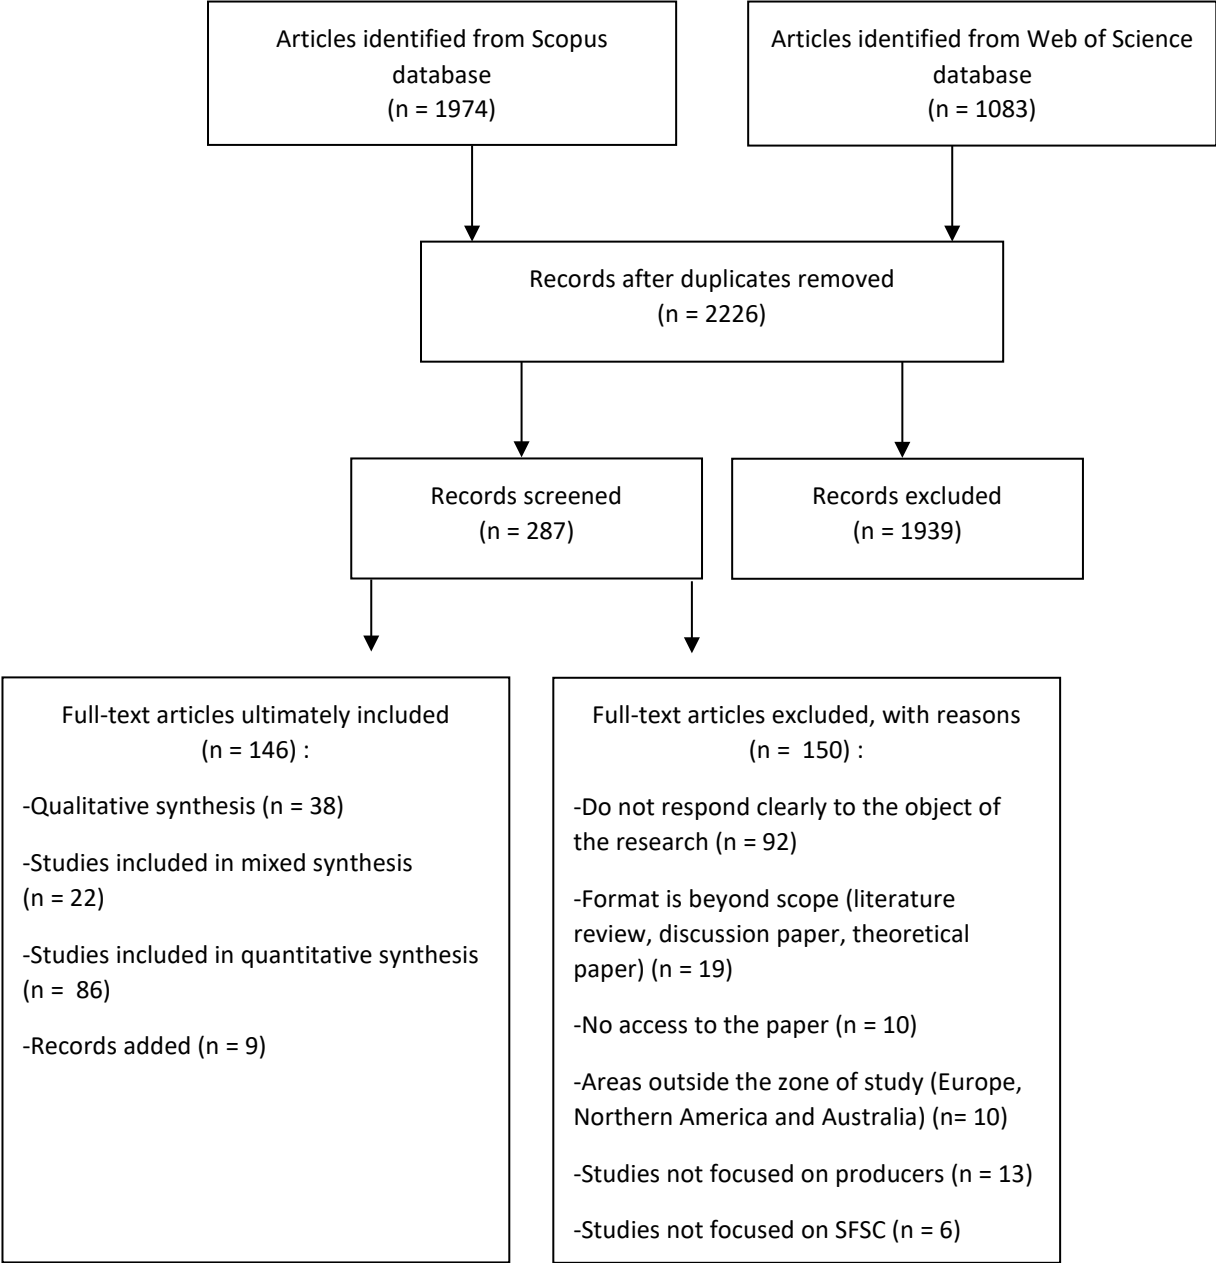 Articles identified from Scopus
database
(n = 1974)
Articles identified from Web of Science
database
(n = 1083)
Records after duplicates removed
(n = 2226)
Records screened
(n = 287)
Records excluded
(n = 1939)
Full-text articles ultimately included
(n = 146) :
-Qualitative synthesis (n = 38)
-Studies included in mixed synthesis
(n = 22)
-Studies included in quantitative synthesis
(n =  86)
-Records added (n = 9)
Full-text articles excluded, with reasons
(n =  150) :
-Do not respond clearly to the object of
the research (n = 92)
-Format is beyond scope (literature
review, discussion paper, theoretical
paper) (n = 19)
-No access to the paper (n = 10)
-Areas outside the zone of study (Europe,
Northern America and Australia) (n= 10)
-Studies not focused on producers (n = 13)
-Studies not focused on SFSC (n = 6)